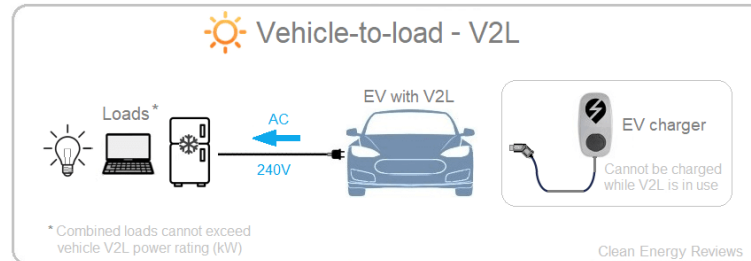 Vehicle-to-load - V2L
Loads *
AC
240V
EV with V2L
EV charger
Cannot be charged
while V2L is in use
* Combined loads cannot exceed
vehicle V2L power rating (kW)
Clean Energy Reviews